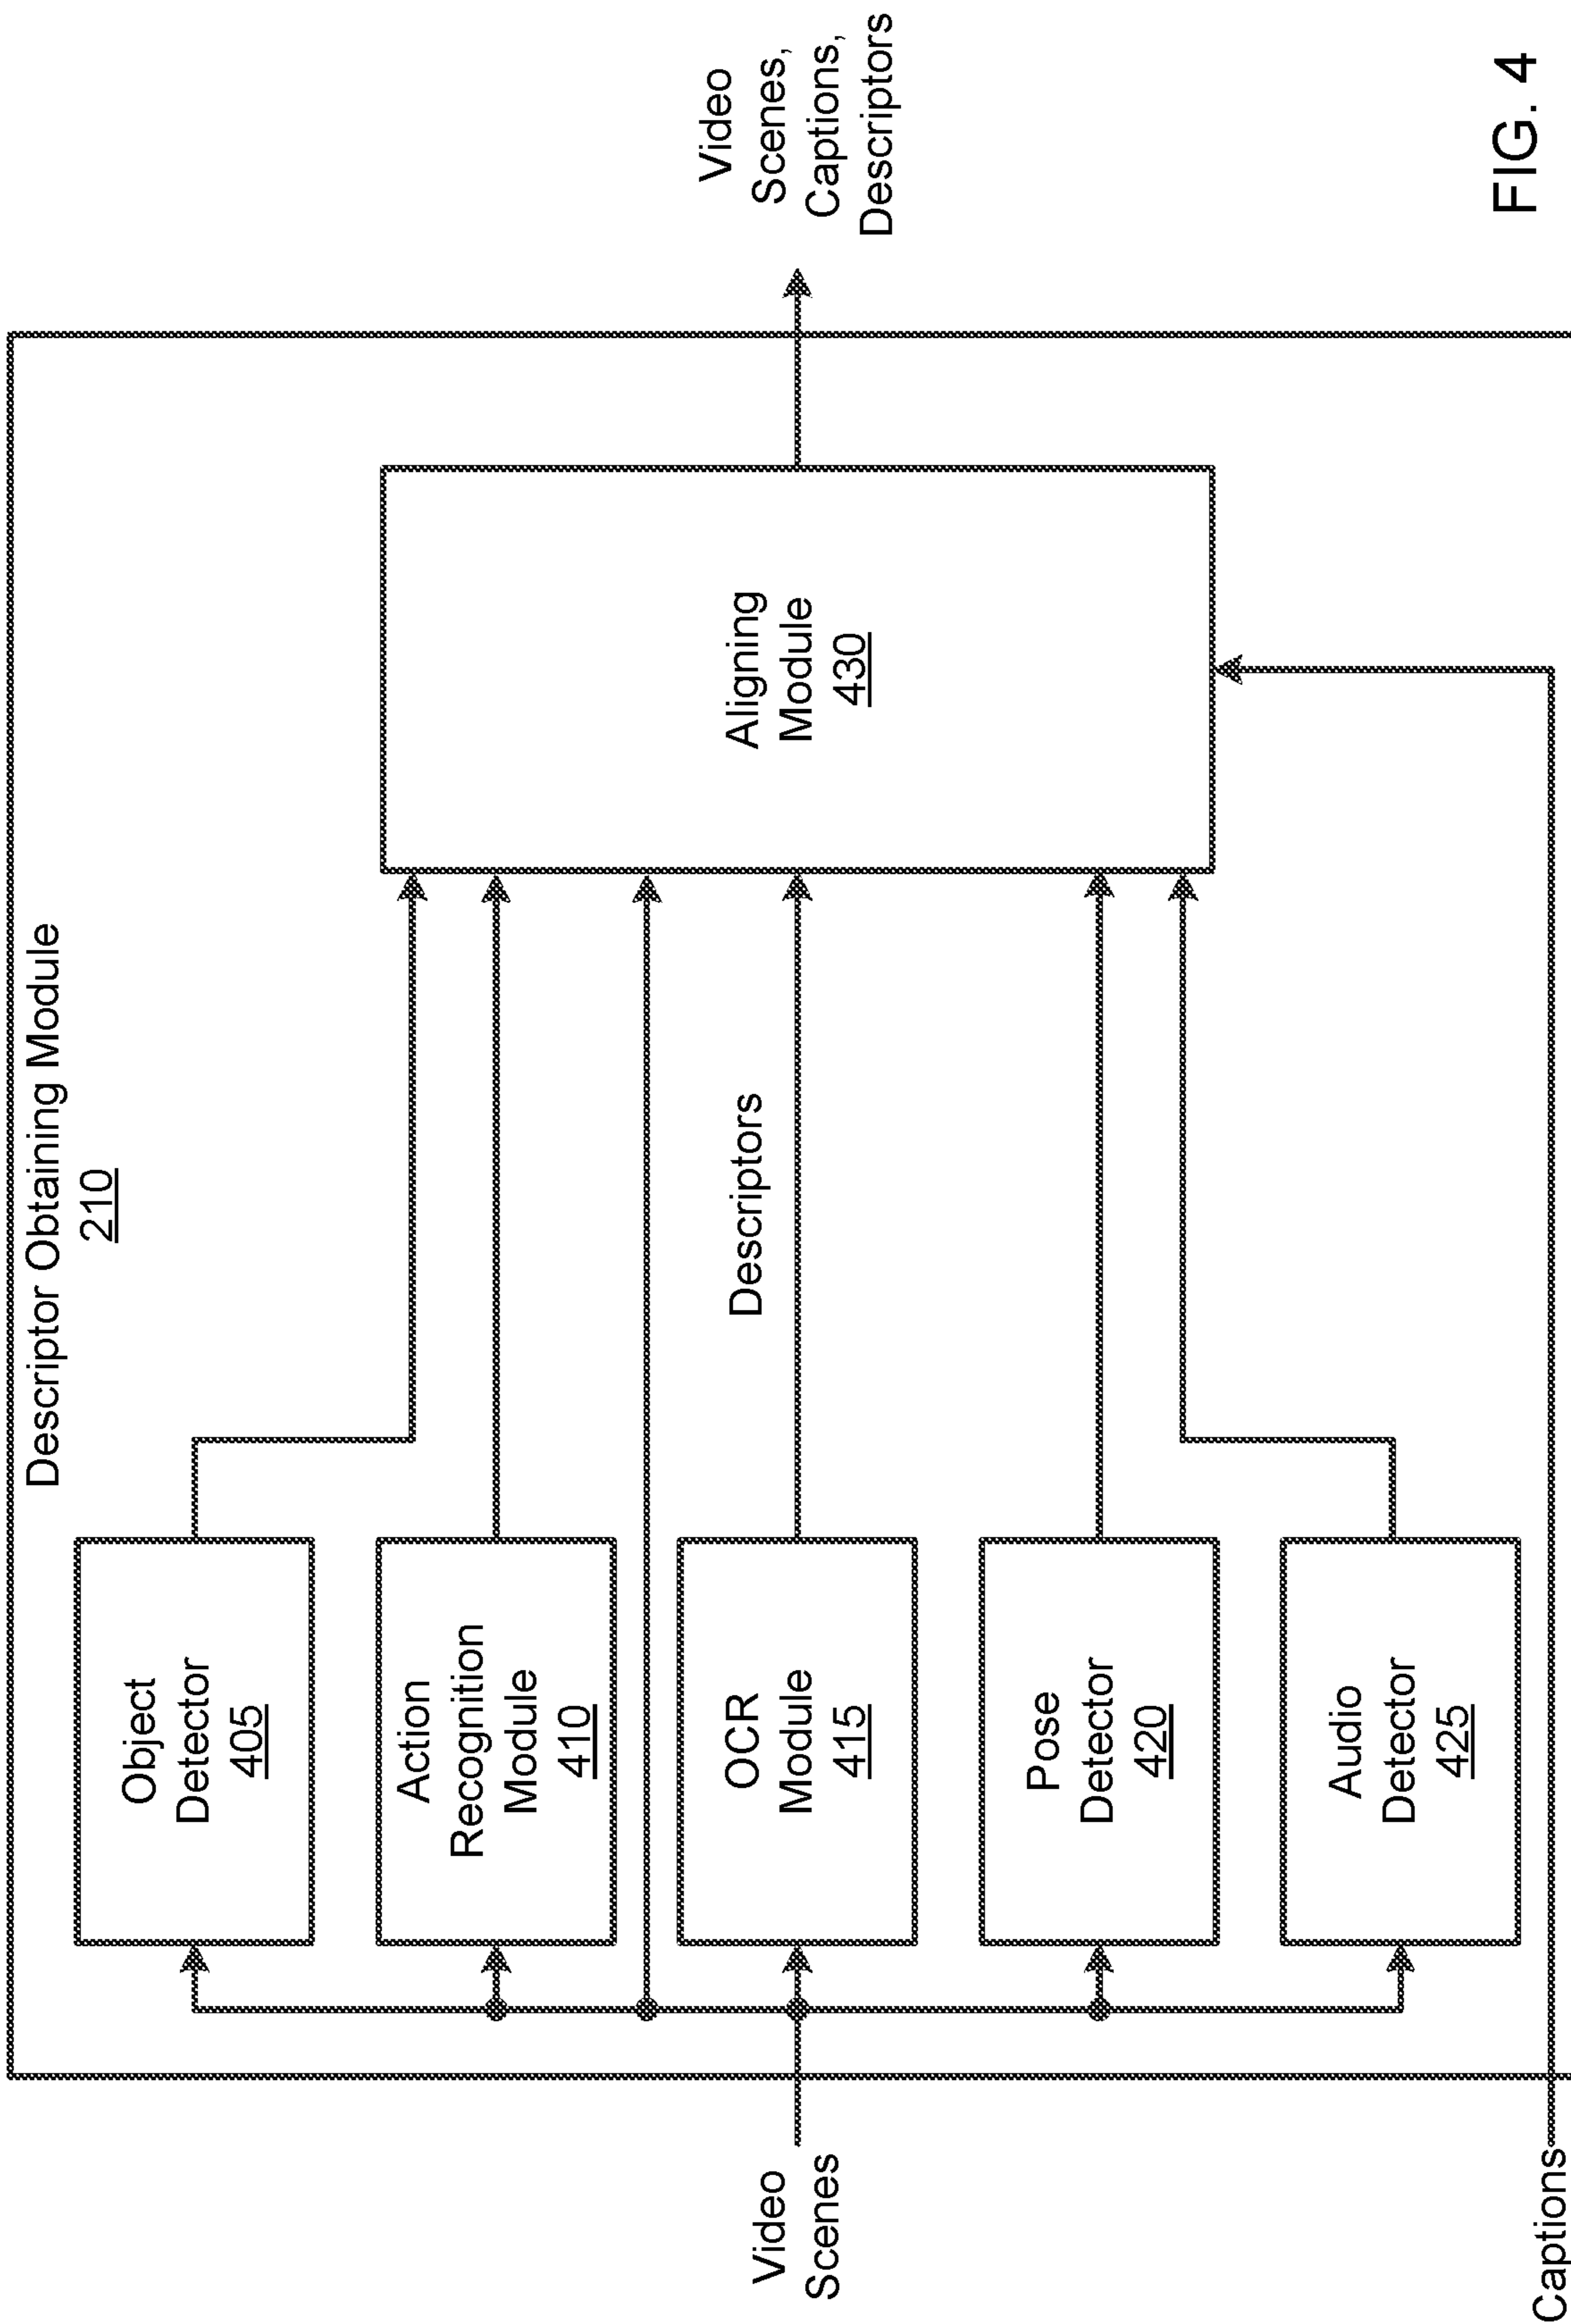 Descriptor Obtaining Module
210
Video
Scenes
Captions
Object
Detector
405
Action
Recognition
Module
410
OCR
Module
415
Pose
Detector
420
Audio
Detector
425
Descriptors
Aligning
Module
430
Video
Scenes,
Captions,
Descriptors
FIG. 4